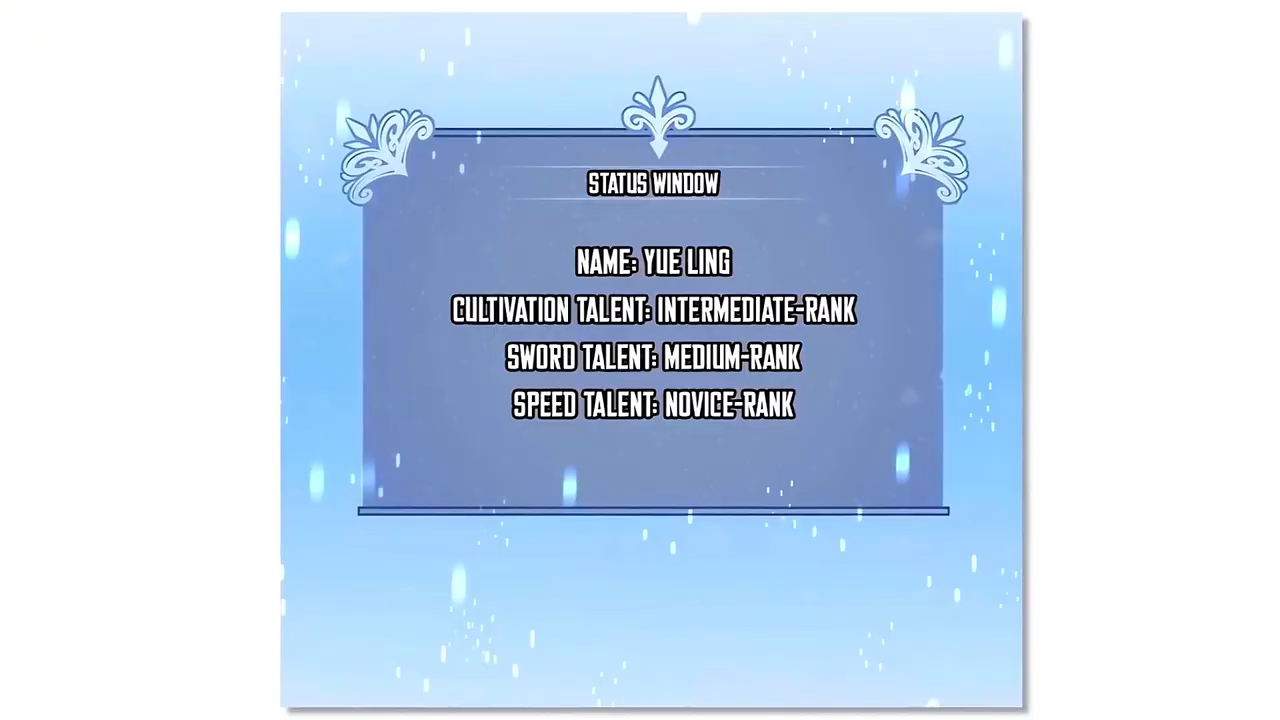 STATUS WINDOW
NAME: YUE LING
CULTIVATION TALENT: INTERMEDIATE-RANK
SWORD TALENT: MEDIUM-RANK
SPEED TALENT: NOVICE-RANK